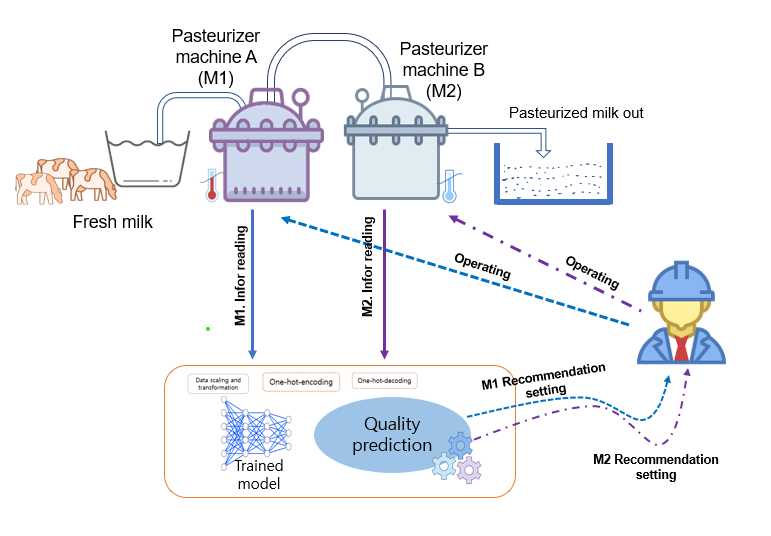 Pasteurizer
machine A
(M1)
Pasteurizer
machine B
(M2)
Pasteurized milk out
Fresh milk
M1. Infor reading
M2. Infor reading
Operating
Operating
Data scaling and
transformation
One-hot-encoding
One-hot-decoding
Quality
prediction
Trained
model
M1 Recommendation
setting
M2 Recommendation
setting